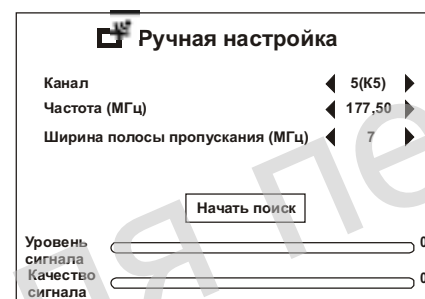 Ручная настройка
Канал 5(К5)
Частота (МГц) 177,50
Ширина полосы пропускания (МГц) 7
Начать поиск
Уровень сигнала 0
Качество сигнала 0